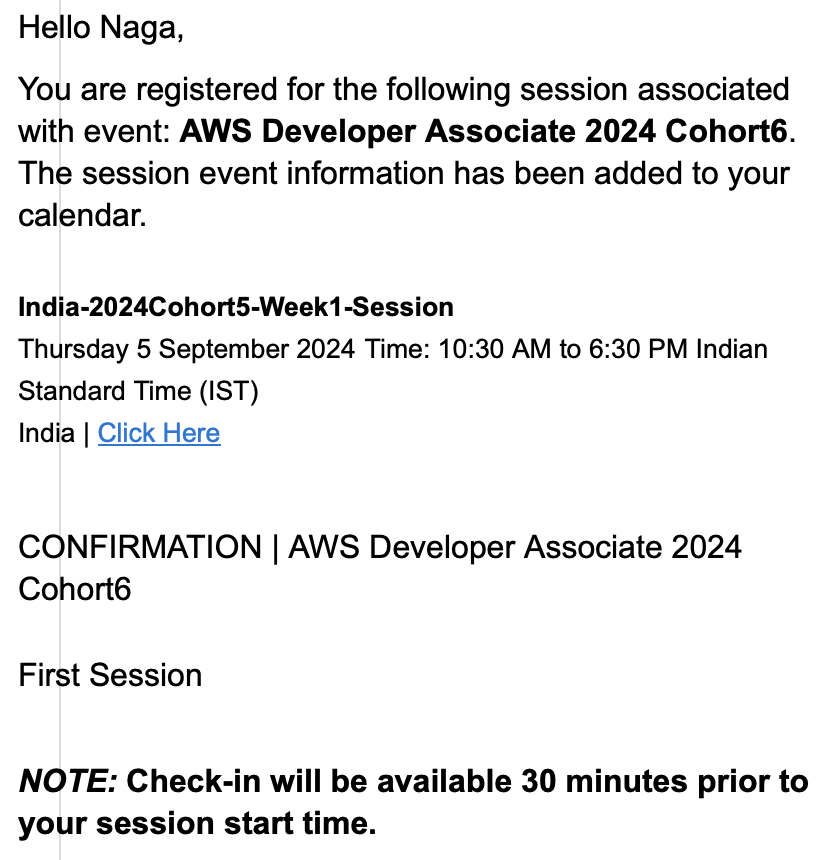 Hello Naga,
You are registered for the following session associated
with event: AWS Developer Associate 2024 Cohort6.
The session event information has been added to your
calendar.
India-2024Cohort5-Week1-Session
Thursday 5 September 2024 Time: 10:30 AM to 6:30 PM Indian
Standard Time (IST)
India | Click Here
CONFIRMATION | AWS Developer Associate 2024
Cohort6
First Session
NOTE: Check-in will be available 30 minutes prior to
your session start time.